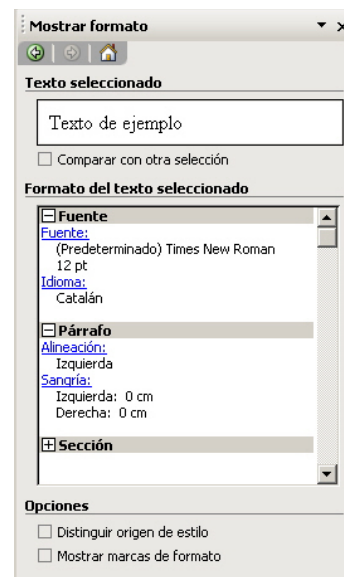 Mostrar formato
Texto seleccionado
Texto de ejemplo
Comparar con otra selección
Formato del texto seleccionado
Fuente
Fuente:
(Predeterminado) Times New Roman
12 pt
Idioma:
Catalán
Párrafo
Alineación:
Izquierda
Sangría:
Izquierda: 0 cm
Derecha: 0 cm
Sección
Opciones
Distinguir origen de estilo
Mostrar marcas de formato